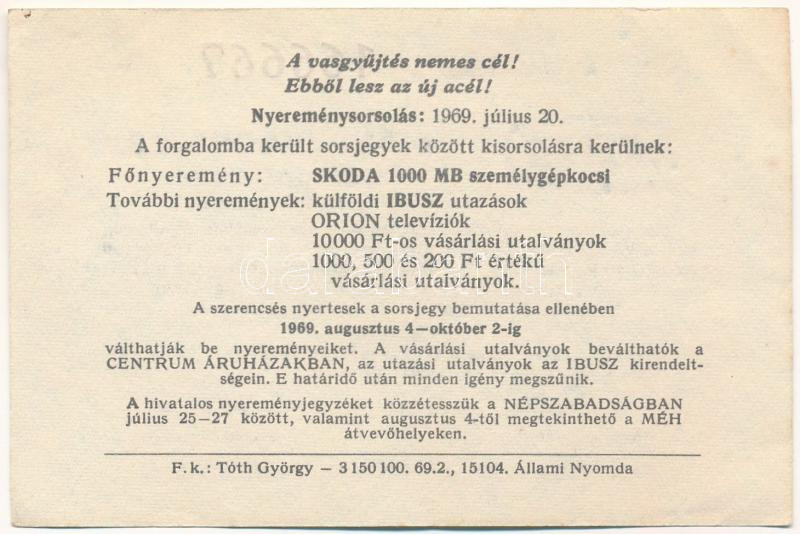 A vasgyűjtés nemes cél!
Ebből lesz az új acél!
Nyereménysorsolás: 1969. július 20.
A forgalomba került sorsjegyek között kisorsolásra kerülnek:
Főnyeremény: SKODA 1000 MB személygépkocsi
További nyeremények: külföldi IBUSZ utazások
ORION televíziók
10000 Ft-os vásárlási utalványok
1000, 500 és 200 Ft értékű
vásárlási utalványok.
A szerencsés nyertesek a sorsjegy bemutatása ellenében
1969. augusztus 4—október 2-ig
válthatják be nyereményeiket. A vásárlási utalványok beválthatók a
CENTRUM ÁRUHÁZAKBAN, az utazási utalványok az IBUSZ kirendelt-
ségein. E határidő után minden igény megszűnik.
A hivatalos nyereményjegyzéket közzétesszük a NÉPSZABADSÁGBAN
július 25—27 között, valamint augusztus 4-től megtekinthető a MÉH
átvevőhelyeken.
F. k.: Tóth György — 3150100. 69.2., 15104. Állami Nyomda